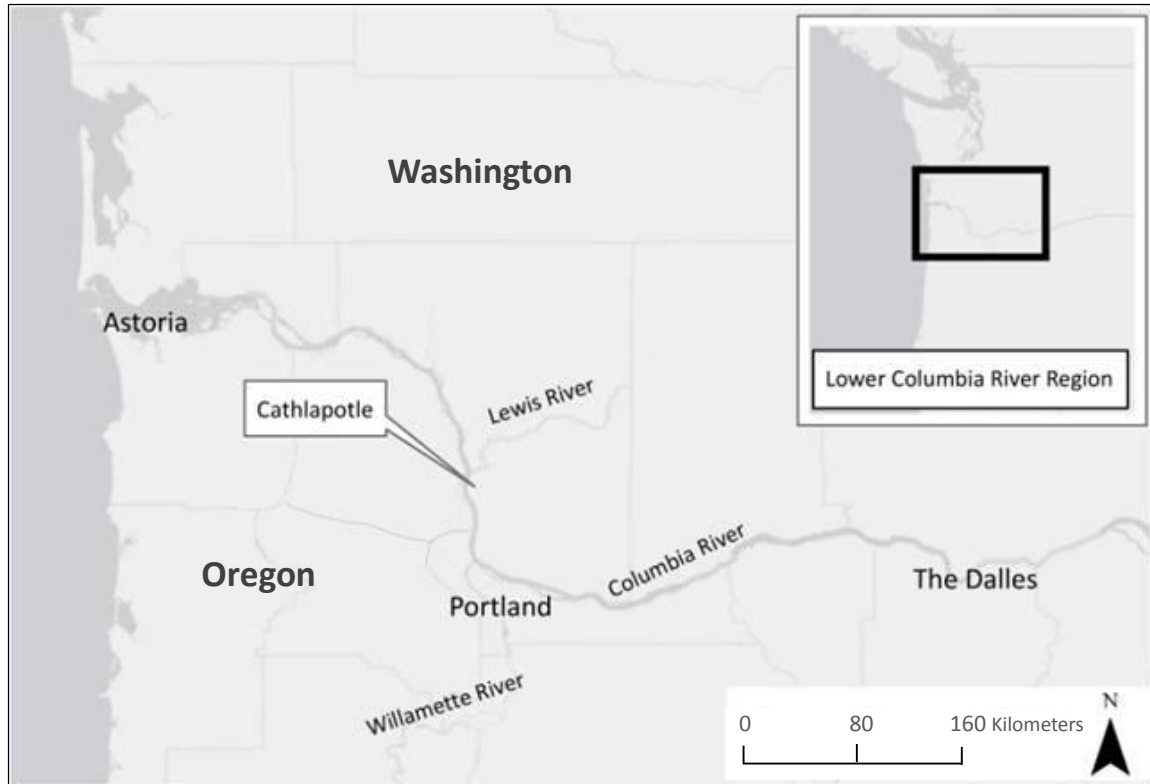 Washington
Lower Columbia River Region
Astoria
Cathlapotle
Lewis River
Columbia River
Oregon
The Dalles
Portland
Willamette River
N
0 80 160 Kilometers